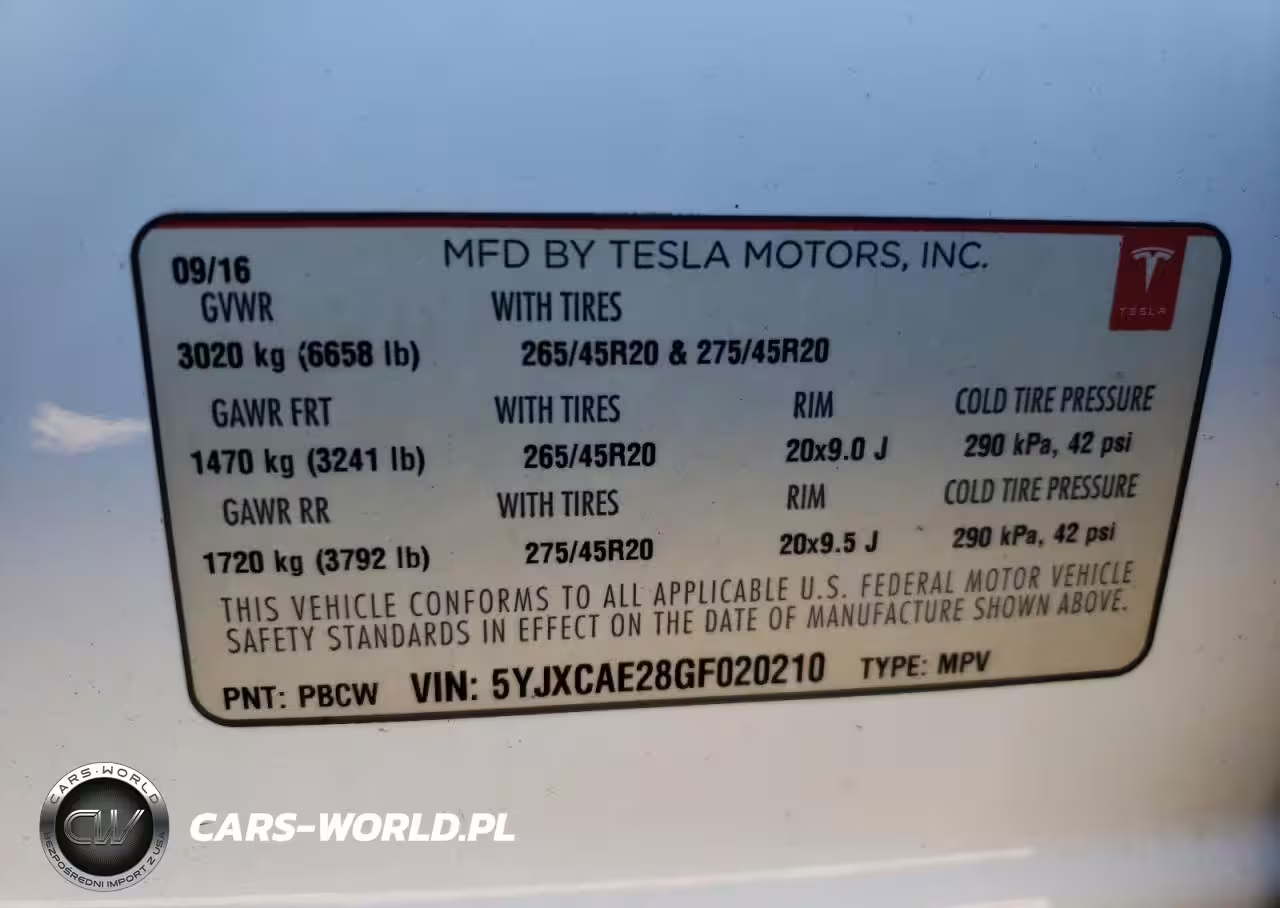 09/16 MFD BY TESLA MOTORS, INC.
TESLA
GVWR WITH TIRES
3020 kg (6658 lb) 265/45R20 & 275/45R20
GAWR FRT WITH TIRES RIM COLD TIRE PRESSURE
1470 kg (3241 lb) 265/45R20 20x9.0 J 290 kPa, 42 psi
GAWR RR WITH TIRES RIM COLD TIRE PRESSURE
1720 kg (3792 lb) 275/45R20 20x9.5 J 290 kPa, 42 psi
THIS VEHICLE CONFORMS TO ALL APPLICABLE U.S. FEDERAL MOTOR VEHICLE
SAFETY STANDARDS IN EFFECT ON THE DATE OF MANUFACTURE SHOWN ABOVE.
PNT: PBCW VIN: 5YJXCAE28GF020210 TYPE: MPV
CARS-WORLD
CW
BEZPOŚREDNI IMPORT Z USA
CARS-WORLD.PL